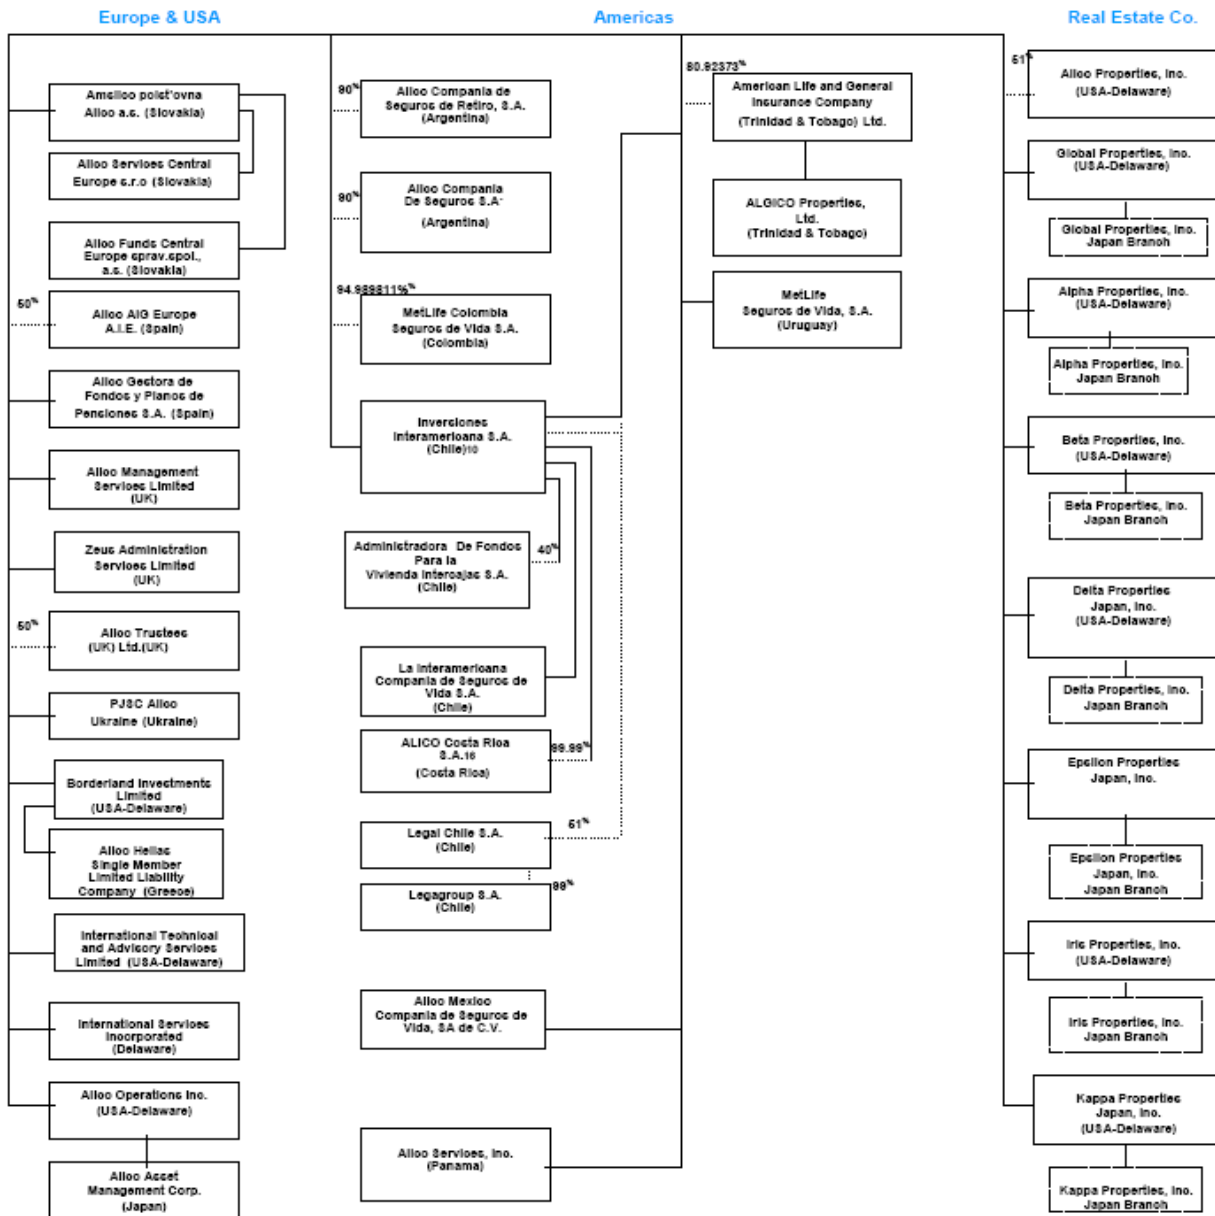 Europe & USA
Americas
Real Estate Co.
Amslico poist'ovna
Alico a.s. (Slovakia)
Alico Services Central
Europe s.r.o (Slovakia)
Alico Funds Central
Europe sprav.spol.,
a.s. (Slovakia)
50%
Alico AIG Europe
A.I.E. (Spain)
Alico Gestora de
Fondos y Planos de
Pensiones S.A. (Spain)
Alico Management
Services Limited
(UK)
Zeus Administration
Services Limited
(UK)
50%
Alico Trustees
(UK) Ltd.(UK)
PJSC Alico
Ukraine (Ukraine)
Borderland Investments
Limited
(USA-Delaware)
Alico Hellas
Single Member
Limited Liability
Company (Greece)
International Technical
and Advisory Services
Limited (USA-Delaware)
International Services
Incorporated
(Delaware)
Alico Operations Inc.
(USA-Delaware)
Alico Asset
Management Corp.
(Japan)
90%
Alico Compania de
Seguros de Retiro, S.A.
(Argentina)
90%
Alico Compania
De Seguros S.A
(Argentina)
94.989811%
MetLife Colombia
Seguros de Vida S.A.
(Colombia)
Inversiones
Interamericana S.A.
(Chile)10
Administradora De Fondos
Para la
Vivienda Intercajas S.A.
(Chile)
40%
La Interamericana
Compania de Seguros de
Vida S.A.
(Chile)
ALICO Costa Rica
S.A.16
(Costa Rica)
99.99%
Legal Chile S.A.
(Chile)
51%
Legagroup S.A.
(Chile)
99%
Alico Mexico
Compania de Seguros de
Vida, SA de C.V.
Alico Services, Inc.
(Panama)
80.92373%
American Life and General
Insurance Company
(Trinidad & Tobago) Ltd.
ALGICO Properties,
Ltd.
(Trinidad & Tobago)
MetLife
Seguros de Vida, S.A.
(Uruguay)
51%
Alico Properties, Inc.
(USA-Delaware)
Global Properties, Inc.
(USA-Delaware)
Global Properties, Inc.
Japan Branch
Alpha Properties, Inc.
(USA-Delaware)
Alpha Properties, Inc.
Japan Branch
Beta Properties, Inc.
(USA-Delaware)
Beta Properties, Inc.
Japan Branch
Delta Properties
Japan, Inc.
(USA-Delaware)
Delta Properties, Inc.
Japan Branch
Epsilon Properties
Japan, Inc.
Epsilon Properties
Japan, Inc.
Japan Branch
Iris Properties, Inc.
(USA-Delaware)
Iris Properties, Inc.
Japan Branch
Kappa Properties
Japan, Inc.
(USA-Delaware)
Kappa Properties, Inc.
Japan Branch